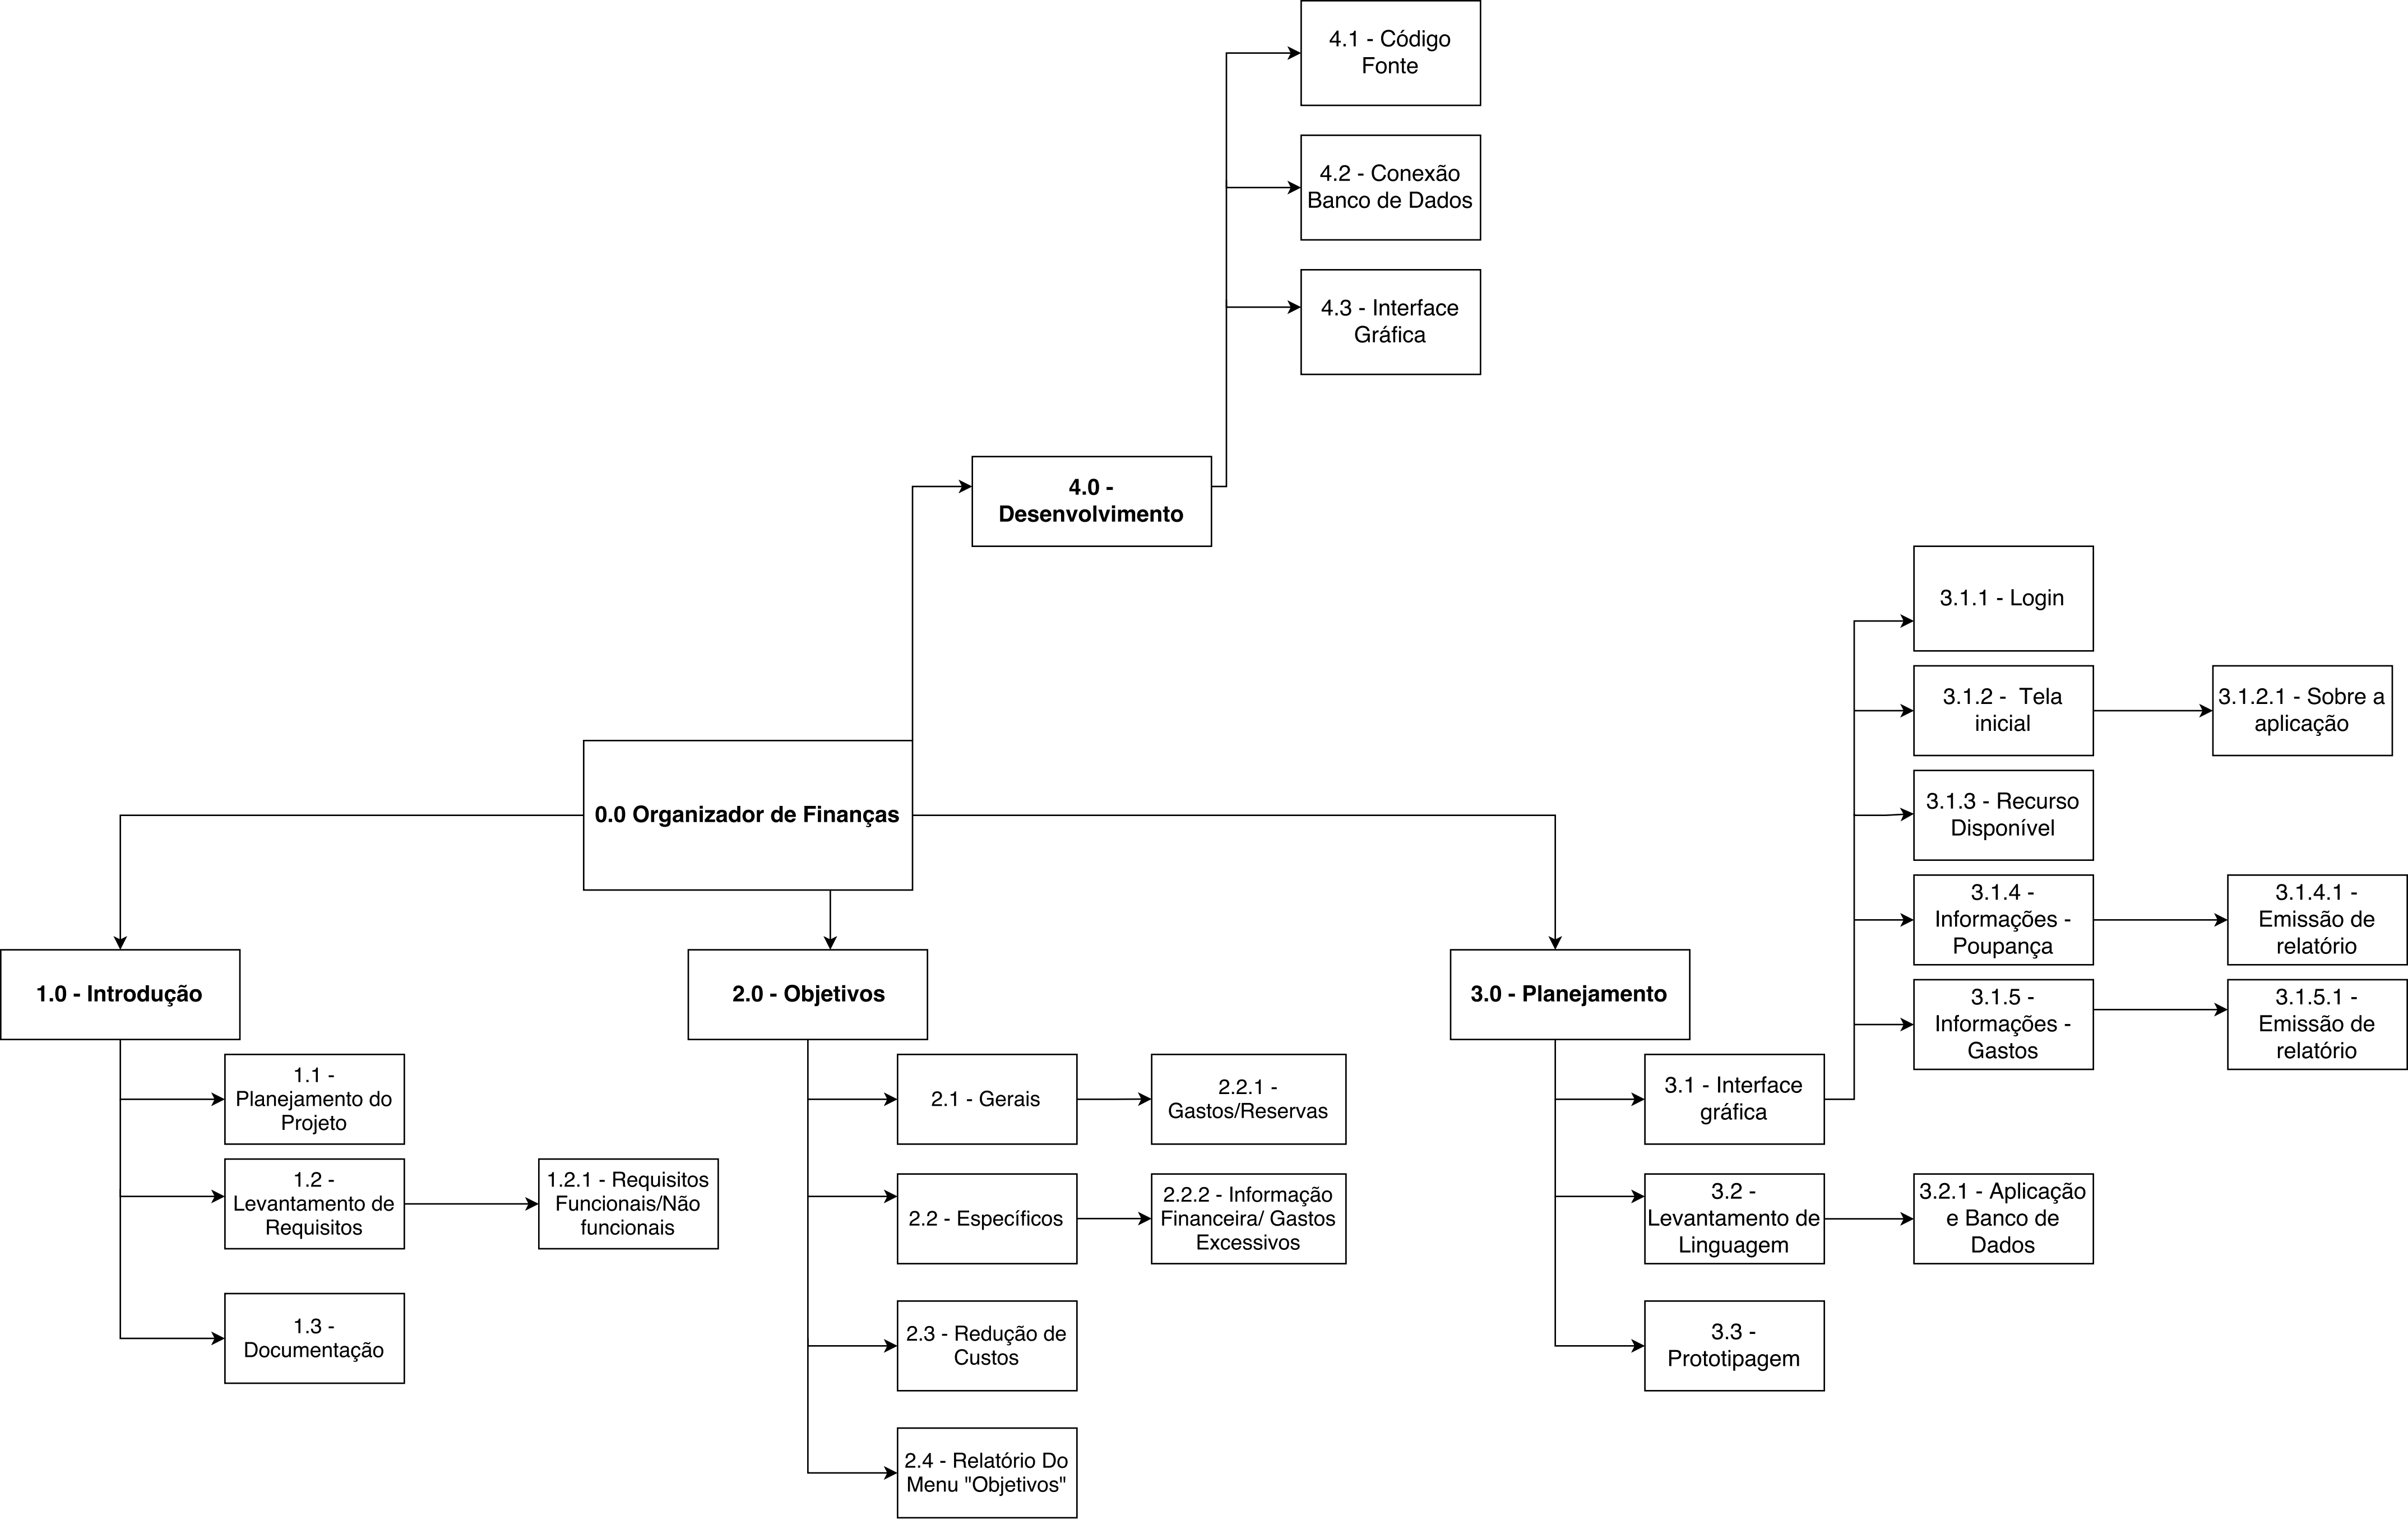 4.1 - Código
Fonte
4.2 - Conexão
Banco de Dados
4.3 - Interface
Gráfica
4.0 -
Desenvolvimento
0.0 Organizador de Finanças
1.0 - Introdução
1.1 -
Planejamento do
Projeto
1.2 -
Levantamento de
Requisitos
1.2.1 - Requisitos
Funcionais/Não
funcionais
1.3 -
Documentação
2.0 - Objetivos
2.1 - Gerais
2.2.1 -
Gastos/Reservas
2.2 - Específicos
2.2.2 - Informação
Financeira/ Gastos
Excessivos
2.3 - Redução de
Custos
2.4 - Relatório Do
Menu "Objetivos"
3.0 - Planejamento
3.1 - Interface
gráfica
3.1.1 - Login
3.1.2 -  Tela
inicial
3.1.2.1 - Sobre a
aplicação
3.1.3 - Recurso
Disponível
3.1.4 -
Informações -
Poupança
3.1.4.1 -
Emissão de
relatório
3.1.5 -
Informações -
Gastos
3.1.5.1 -
Emissão de
relatório
3.2 -
Levantamento de
Linguagem
3.2.1 - Aplicação
e Banco de
Dados
3.3 -
Prototipagem